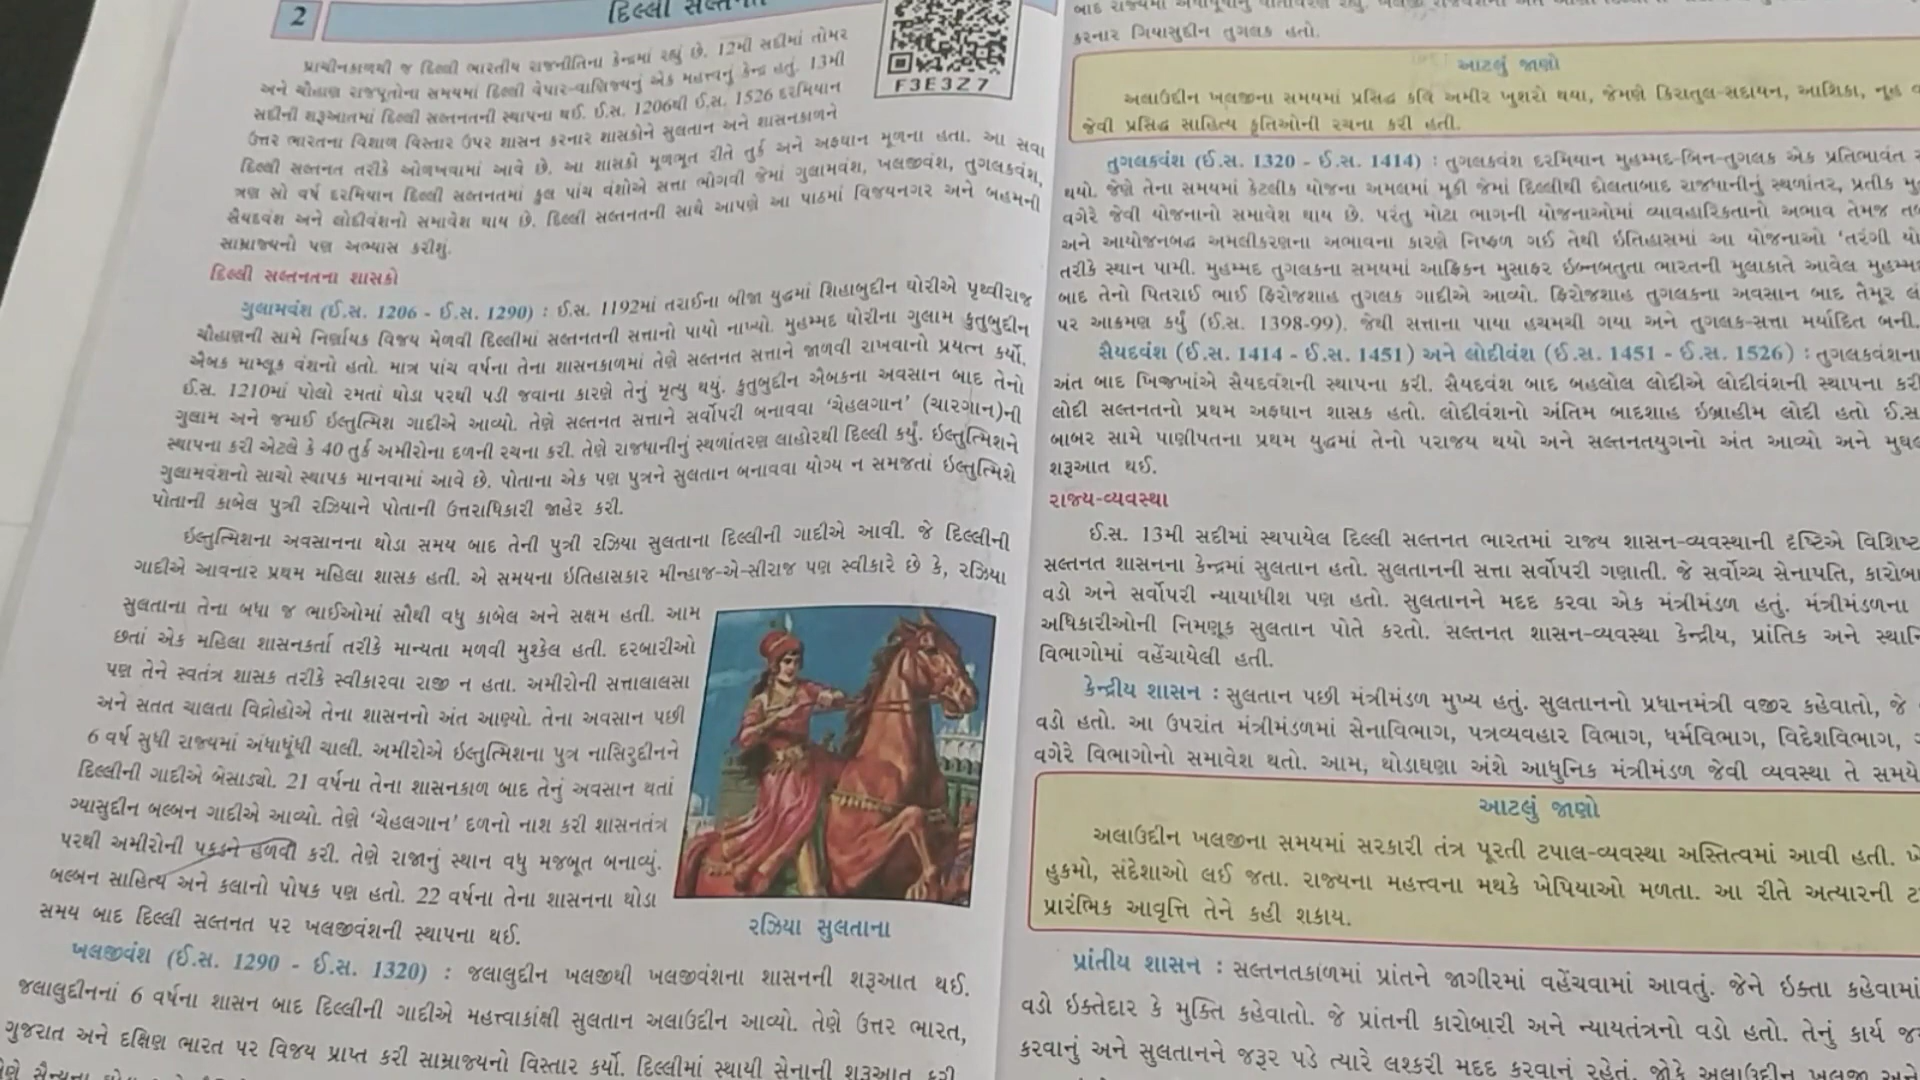 2
દિલ્લી સલ્તનત
F3E3Z7
પ્રાચીનકાળથી જ દિલ્લી ભારતીય રાજનીતિના કેન્દ્રમાં રહ્યું છે. 12મી સદીમાં તોમર
અને ચૌહાણ રાજપૂતોના સમયમાં દિલ્લી વેપાર-વાણિજ્યનું એક મહત્ત્વનું કેન્દ્ર હતું. 13મી
સદીની શરૂઆતમાં દિલ્લી સલ્તનતની સ્થાપના થઈ. ઈ.સ. 1206થી ઈ.સ. 1526 દરમિયાન
ઉત્તર ભારતના વિશાળ વિસ્તાર ઉપર શાસન કરનાર શાસકોને સુલતાન અને શાસનકાળને
દિલ્લી સલ્તનત તરીકે ઓળખવામાં આવે છે. આ શાસકો મૂળભૂત રીતે તુર્ક અને અફઘાન મૂળના હતા. આ સવા
ત્રણ સો વર્ષ દરમિયાન દિલ્લી સલ્તનતમાં કુલ પાંચ વંશોએ સત્તા ભોગવી જેમાં ગુલામવંશ, ખલજીવંશ, તુગલકવંશ,
સૈયદવંશ અને લોદીવંશનો સમાવેશ થાય છે. દિલ્લી સલ્તનતની સાથે આપણે આ પાઠમાં વિજયનગર અને બહમની
સામ્રાજ્યનો પણ અભ્યાસ કરીશું.
દિલ્લી સલ્તનતના શાસકો
ગુલામવંશ (ઈ.સ. 1206 - ઈ.સ. 1290) : ઈ.સ. 1192માં તરાઈના બીજા યુદ્ધમાં શિહાબુદ્દીન ઘોરીએ પૃથ્વીરાજ
ચૌહાણની સામે નિર્ણાયક વિજય મેળવી દિલ્લીમાં સલ્તનતની સત્તાનો પાયો નાખ્યો. મુહમ્મદ ઘોરીના ગુલામ કુતુબુદ્દીન
ઐબક મામ્લૂક વંશનો હતો. માત્ર પાંચ વર્ષના તેના શાસનકાળમાં તેણે સલ્તનત સત્તાને જાળવી રાખવાનો પ્રયત્ન કર્યો.
ઈ.સ. 1210માં પોલો રમતાં ઘોડા પરથી પડી જવાના કારણે તેનું મૃત્યુ થયું. કુતુબુદ્દીન ઐબકના અવસાન બાદ તેનો
ગુલામ અને જમાઈ ઇલ્તુત્મિશ ગાદીએ આવ્યો. તેણે સલ્તનત સત્તાને સર્વોપરી બનાવવા ‘ચેહલગાન’ (ચારગાન)ની
સ્થાપના કરી એટલે કે 40 તુર્ક અમીરોના દળની રચના કરી. તેણે રાજધાનીનું સ્થળાંતરણ લાહોરથી દિલ્લી કર્યું. ઇલ્તુત્મિશને
ગુલામવંશનો સાચો સ્થાપક માનવામાં આવે છે. પોતાના એક પણ પુત્રને સુલતાન બનાવવા યોગ્ય ન સમજતાં ઇલ્તુત્મિશે
પોતાની કાબેલ પુત્રી રઝિયાને પોતાની ઉત્તરાધિકારી જાહેર કરી.
ઇલ્તુત્મિશના અવસાનના થોડા સમય બાદ તેની પુત્રી રઝિયા સુલતાના દિલ્લીની ગાદીએ આવી. જે દિલ્લીની
ગાદીએ આવનાર પ્રથમ મહિલા શાસક હતી. એ સમયના ઇતિહાસકાર મીન્હાજ-એ-સીરાજ પણ સ્વીકારે છે કે, રઝિયા
સુલતાના તેના બધા જ ભાઈઓમાં સૌથી વધુ કાબેલ અને સક્ષમ હતી. આમ
છતાં એક મહિલા શાસનકર્તા તરીકે માન્યતા મળવી મુશ્કેલ હતી. દરબારીઓ
પણ તેને સ્વતંત્ર શાસક તરીકે સ્વીકારવા રાજી ન હતા. અમીરોની સત્તાલાલસા
અને સતત ચાલતા વિદ્રોહોએ તેના શાસનનો અંત આણ્યો. તેના અવસાન પછી
6 વર્ષ સુધી રાજ્યમાં અંધાધૂંધી ચાલી. અમીરોએ ઇલ્તુત્મિશના પુત્ર નાસિરુદ્દીનને
દિલ્લીની ગાદીએ બેસાડ્યો. 21 વર્ષના તેના શાસનકાળ બાદ તેનું અવસાન થતાં
ગ્યાસુદ્દીન બલ્બન ગાદીએ આવ્યો. તેણે ‘ચેહલગાન’ દળનો નાશ કરી શાસનતંત્ર
પરથી અમીરોની પકડને હળવી કરી. તેણે રાજાનું સ્થાન વધુ મજબૂત બનાવ્યું.
બલ્બન સાહિત્ય અને કલાનો પોષક પણ હતો. 22 વર્ષના તેના શાસનના થોડા
સમય બાદ દિલ્લી સલ્તનત પર ખલજીવંશની સ્થાપના થઈ.
રઝિયા સુલતાના
ખલજીવંશ (ઈ.સ. 1290 - ઈ.સ. 1320) : જલાલુદ્દીન ખલજીથી ખલજીવંશના શાસનની શરૂઆત થઈ.
જલાલુદ્દીનનાં 6 વર્ષના શાસન બાદ દિલ્લીની ગાદીએ મહત્ત્વાકાંક્ષી સુલતાન અલાઉદ્દીન આવ્યો. તેણે ઉત્તર ભારત,
ગુજરાત અને દક્ષિણ ભારત પર વિજય પ્રાપ્ત કરી સામ્રાજ્યનો વિસ્તાર કર્યો. દિલ્લીમાં સ્થાયી સેનાની શરૂઆત કરી
કરનાર ગિયાસુદ્દીન તુગલક હતો.
આટલું જાણો
અલાઉદ્દીન ખલજીના સમયમાં પ્રસિદ્ધ કવિ અમીર ખુશરો થયા, જેમણે કિરાતુલ-સદાયન, આશિકા, નૂહ
જેવી પ્રસિદ્ધ સાહિત્ય કૃતિઓની રચના કરી હતી.
તુગલકવંશ (ઈ.સ. 1320 - ઈ.સ. 1414) : તુગલકવંશ દરમિયાન મુહમ્મદ-બિન-તુગલક એક પ્રતિભાવંત
થયો. જેણે તેના સમયમાં કેટલીક યોજના અમલમાં મૂકી જેમાં દિલ્લીથી દોલતાબાદ રાજધાનીનું સ્થળાંતર, પ્રતીક
વગેરે જેવી યોજનાનો સમાવેશ થાય છે. પરંતુ મોટા ભાગની યોજનાઓમાં વ્યાવહારિકતાનો અભાવ તેમજ
અને આયોજનબદ્ધ અમલીકરણના અભાવના કારણે નિષ્ફળ ગઈ તેથી ઇતિહાસમાં આ યોજનાઓ ‘તરંગી
તરીકે સ્થાન પામી. મુહમ્મદ તુગલકના સમયમાં આફ્રિકન મુસાફર ઇબ્નબતુતા ભારતની મુલાકાતે આવેલ
બાદ તેનો પિતરાઈ ભાઈ ફિરોજશાહ તુગલક ગાદીએ આવ્યો. ફિરોજશાહ તુગલકના અવસાન બાદ તૈમૂર
પર આક્રમણ કર્યું (ઈ.સ. 1398-99). જેથી સત્તાના પાયા હચમચી ગયા અને તુગલક-સત્તા મર્યાદિત બની.
સૈયદવંશ (ઈ.સ. 1414 - ઈ.સ. 1451) અને લોદીવંશ (ઈ.સ. 1451 - ઈ.સ. 1526) : તુગલકવંશના
અંત બાદ ખિજખાંએ સૈયદવંશની સ્થાપના કરી. સૈયદવંશ બાદ બહલોલ લોદીએ લોદીવંશની સ્થાપના કરી
લોદી સલ્તનતનો પ્રથમ અફઘાન શાસક હતો. લોદીવંશનો અંતિમ બાદશાહ ઇબ્રાહીમ લોદી હતો ઈ.સ.
બાબર સામે પાણીપતના પ્રથમ યુદ્ધમાં તેનો પરાજય થયો અને સલ્તનતયુગનો અંત આવ્યો અને
શરૂઆત થઈ.
રાજ્ય-વ્યવસ્થા
ઈ.સ. 13મી સદીમાં સ્થપાયેલ દિલ્લી સલ્તનત ભારતમાં રાજ્ય શાસન-વ્યવસ્થાની દૃષ્ટિએ વિશિષ્ટ
સલ્તનત શાસનના કેન્દ્રમાં સુલતાન હતો. સુલતાનની સત્તા સર્વોપરી ગણાતી. જે સર્વોચ્ચ સેનાપતિ,
વડો અને સર્વોપરી ન્યાયાધીશ પણ હતો. સુલતાનને મદદ કરવા એક મંત્રીમંડળ હતું. મંત્રીમંડળના
અધિકારીઓની નિમણૂક સુલતાન પોતે કરતો. સલ્તનત શાસન-વ્યવસ્થા કેન્દ્રીય, પ્રાંતિક અને
વિભાગોમાં વહેંચાયેલી હતી.
કેન્દ્રીય શાસન : સુલતાન પછી મંત્રીમંડળ મુખ્ય હતું. સુલતાનનો પ્રધાનમંત્રી વજીર કહેવાતો, જે
વડો હતો. આ ઉપરાંત મંત્રીમંડળમાં સેનાવિભાગ, પત્રવ્યવહાર વિભાગ, ધર્મવિભાગ, વિદેશવિભાગ,
વગેરે વિભાગોનો સમાવેશ થતો. આમ, થોડાઘણા અંશે આધુનિક મંત્રીમંડળ જેવી વ્યવસ્થા તે સમયે
આટલું જાણો
અલાઉદ્દીન ખલજીના સમયમાં સરકારી તંત્ર પૂરતી ટપાલ-વ્યવસ્થા અસ્તિત્વમાં આવી હતી.
હુકમો, સંદેશાઓ લઈ જતા. રાજ્યના મહત્ત્વના મથકે ખેપિયાઓ મળતા. આ રીતે અત્યારની
પ્રારંભિક આવૃત્તિ તેને કહી શકાય.
પ્રાંતીય શાસન : સલ્તનતકાળમાં પ્રાંતને જાગીરમાં વહેંચવામાં આવતું. જેને ઇક્તા કહેવામાં
વડો ઇક્તેદાર કે મુક્તિ કહેવાતો. જે પ્રાંતની કારોબારી અને ન્યાયતંત્રનો વડો હતો. તેનું કાર્ય
કરવાનું અને સુલતાનને જરૂર પડે ત્યારે લશ્કરી મદદ કરવાનું રહેતું. જોકે અલાઉદ્દીન ખલજી અને